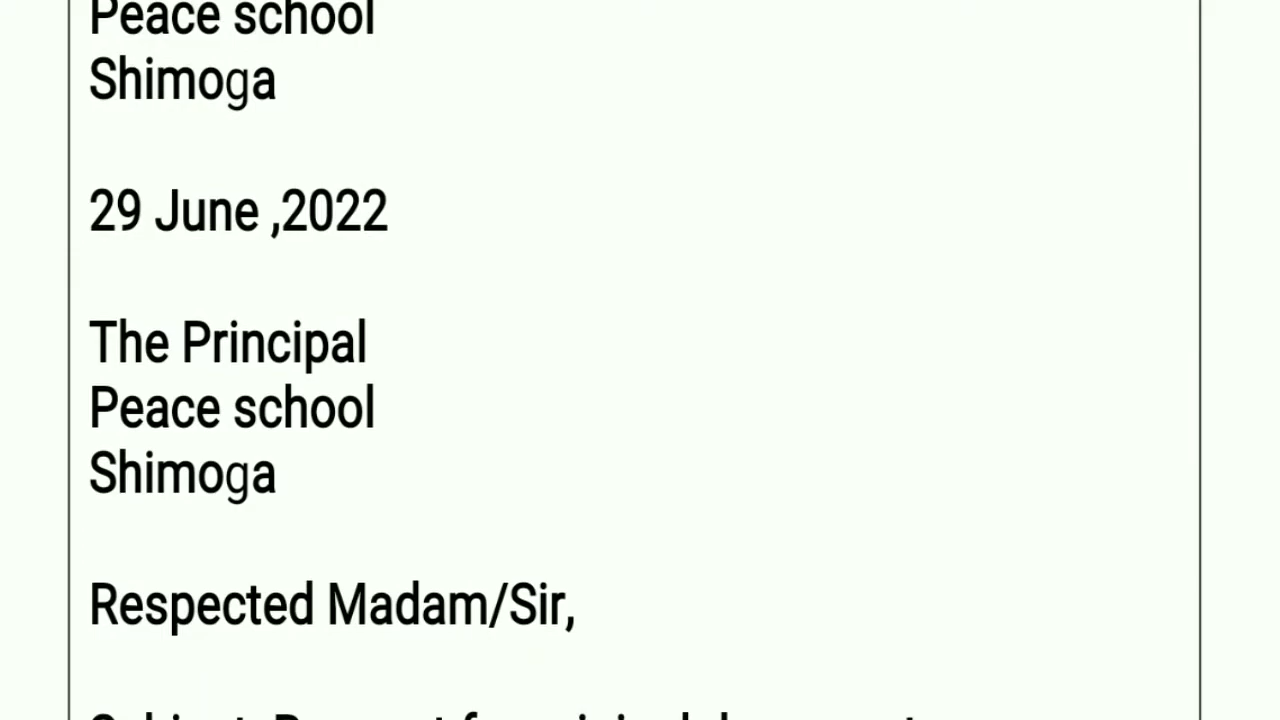 Peace school
Shimoga
29 June ,2022
The Principal
Peace school
Shimoga
Respected Madam/Sir,